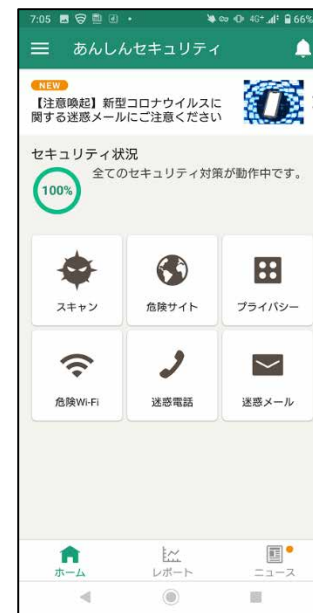 7:05 4G+ 66%
あんしんセキュリティ
NEW
【注意喚起】新型コロナウイルスに
関する迷惑メールにご注意ください
セキュリティ状況
100% 全てのセキュリティ対策が動作中です。
スキャン 危険サイト プライバシー
危険Wi-Fi 迷惑電話 迷惑メール
ホーム レポート ニュース